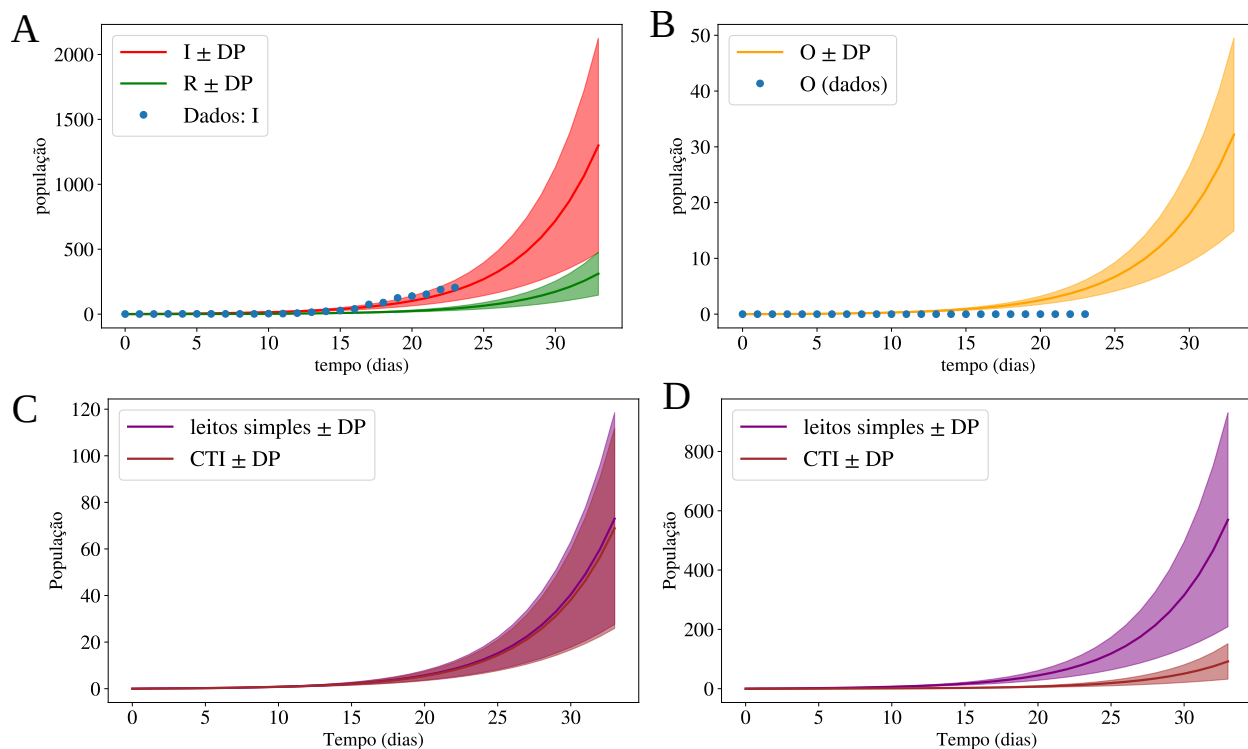 A
I ± DP
R ± DP
Dados: I
população
2000
1500
1000
500
0
0 5 10 15 20 25 30
tempo (dias)
B
O ± DP
O (dados)
população
50
40
30
20
10
0
0 5 10 15 20 25 30
tempo (dias)
C
leitos simples ± DP
CTI ± DP
População
120
100
80
60
40
20
0
0 5 10 15 20 25 30
Tempo (dias)
D
leitos simples ± DP
CTI ± DP
População
800
600
400
200
0
0 5 10 15 20 25 30
Tempo (dias)